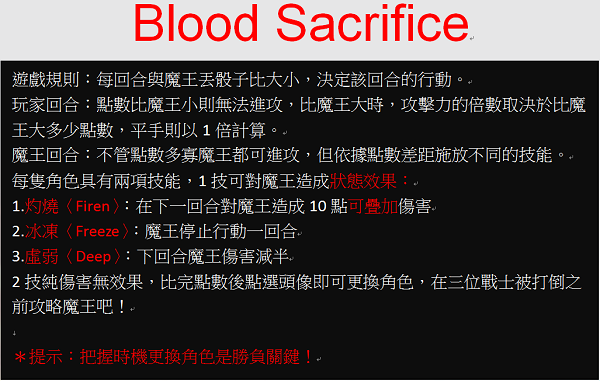 Blood Sacrifice
遊戲規則：每回合與魔王丟骰子比大小，決定該回合的行動。
玩家回合：點數比魔王小則無法進攻，比魔王大時，攻擊力的倍數取決於比魔
王大多少點數，平手則以 1 倍計算。
魔王回合：不管點數多寡魔王都可進攻，但依據點數差距施放不同的技能。
每隻角色具有兩項技能，1 技可對魔王造成狀態效果：
1.灼燒〈Firen〉：在下一回合對魔王造成 10 點可疊加傷害
2.冰凍〈Freeze〉：魔王停止行動一回合
3.虛弱〈Deep〉：下回合魔王傷害減半
2 技純傷害無效果，比完點數後點選頭像即可更換角色，在三位戰士被打倒之
前攻略魔王吧！
＊提示：把握時機更換角色是勝負關鍵！